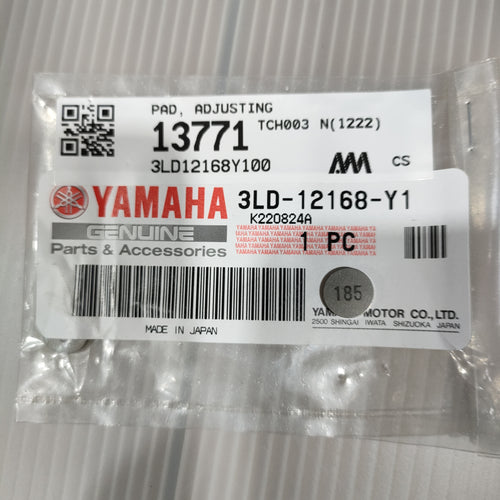 PAD, ADJUSTING
13771 TCH003 N(1222)
3LD12168Y100
AM CS
YAMAHA 3LD-12168-Y1
K220824A
GENUINE
Parts & Accessories
1 PC
185
MOTOR CO., LTD.
2500 SHINGAI IWATA SHIZUOKA JAPAN
MADE IN JAPAN